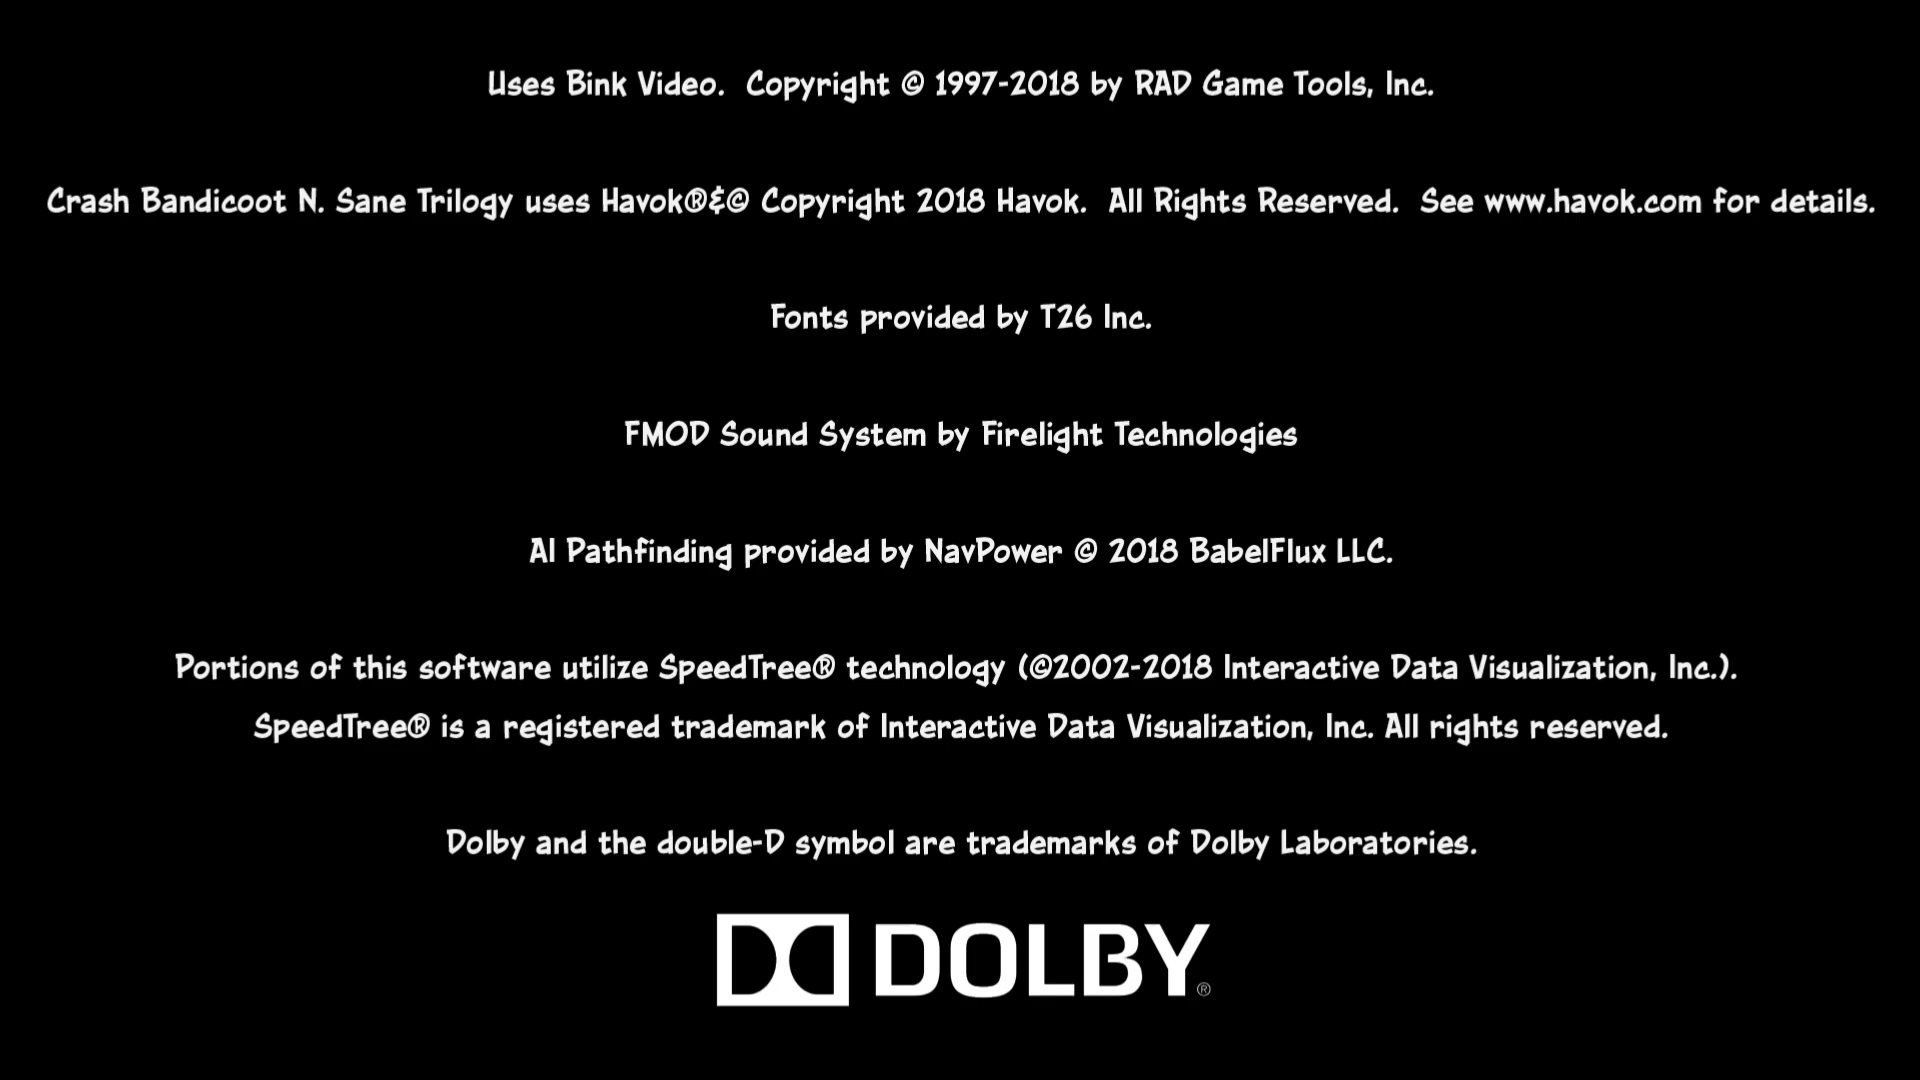 Uses Bink Video.  Copyright © 1997-2018 by RAD Game Tools, Inc.
Crash Bandicoot N. Sane Trilogy uses Havok®&© Copyright 2018 Havok.  All Rights Reserved.  See www.havok.com for details.
Fonts provided by T26 Inc.
FMOD Sound System by Firelight Technologies
AI Pathfinding provided by NavPower © 2018 BabelFlux LLC.
Portions of this software utilize SpeedTree® technology (©2002-2018 Interactive Data Visualization, Inc.).
SpeedTree® is a registered trademark of Interactive Data Visualization, Inc. All rights reserved.
Dolby and the double-D symbol are trademarks of Dolby Laboratories.
DOLBY®